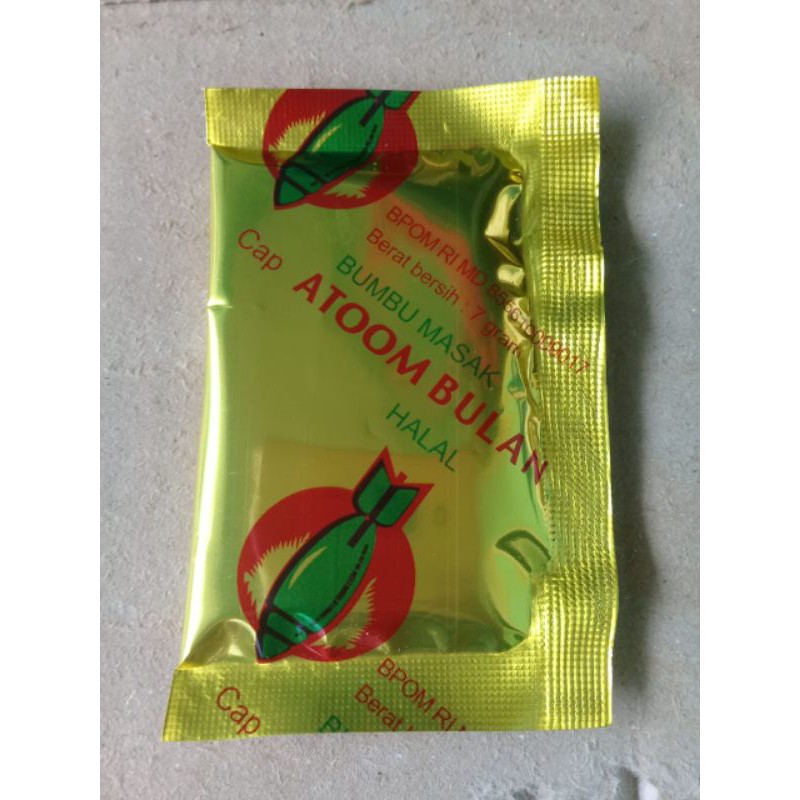 BPOM RI MD
Berat bersih : 7 gram
Cap
BUMBU MASAK
ATOOM BULAN
HALAL
BPOM RI
Berat
Cap